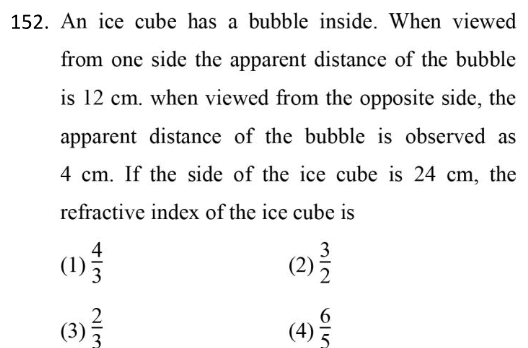 152. An ice cube has a bubble inside. When viewed
from one side the apparent distance of the bubble
is 12 cm. when viewed from the opposite side, the
apparent distance of the bubble is observed as
4 cm. If the side of the ice cube is 24 cm, the
refractive index of the ice cube is
(1) 4/3 (2) 3/2
(3) 2/3 (4) 6/5